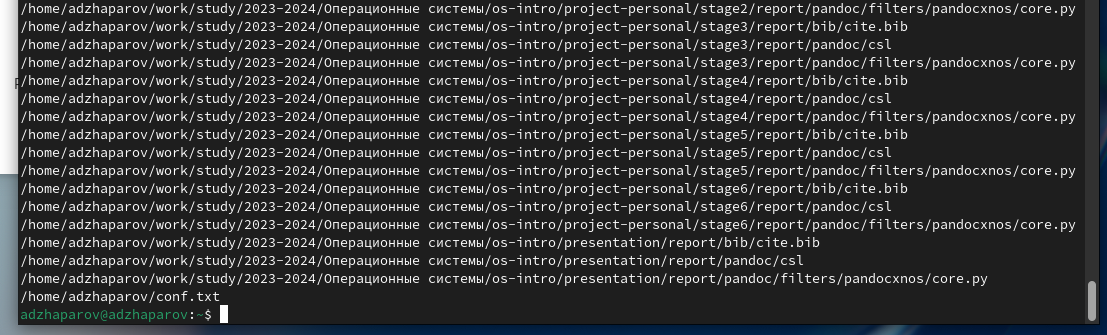 /home/adzhaparov/work/study/2023-2024/Операционные системы/os-intro/project-personal/stage2/report/pandoc/filters/pandocxnos/core.py
/home/adzhaparov/work/study/2023-2024/Операционные системы/os-intro/project-personal/stage3/report/bib/cite.bib
/home/adzhaparov/work/study/2023-2024/Операционные системы/os-intro/project-personal/stage3/report/pandoc/csl
/home/adzhaparov/work/study/2023-2024/Операционные системы/os-intro/project-personal/stage3/report/pandoc/filters/pandocxnos/core.py
/home/adzhaparov/work/study/2023-2024/Операционные системы/os-intro/project-personal/stage4/report/bib/cite.bib
/home/adzhaparov/work/study/2023-2024/Операционные системы/os-intro/project-personal/stage4/report/pandoc/csl
/home/adzhaparov/work/study/2023-2024/Операционные системы/os-intro/project-personal/stage4/report/pandoc/filters/pandocxnos/core.py
/home/adzhaparov/work/study/2023-2024/Операционные системы/os-intro/project-personal/stage5/report/bib/cite.bib
/home/adzhaparov/work/study/2023-2024/Операционные системы/os-intro/project-personal/stage5/report/pandoc/csl
/home/adzhaparov/work/study/2023-2024/Операционные системы/os-intro/project-personal/stage5/report/pandoc/filters/pandocxnos/core.py
/home/adzhaparov/work/study/2023-2024/Операционные системы/os-intro/project-personal/stage6/report/bib/cite.bib
/home/adzhaparov/work/study/2023-2024/Операционные системы/os-intro/project-personal/stage6/report/pandoc/csl
/home/adzhaparov/work/study/2023-2024/Операционные системы/os-intro/project-personal/stage6/report/pandoc/filters/pandocxnos/core.py
/home/adzhaparov/work/study/2023-2024/Операционные системы/os-intro/presentation/report/bib/cite.bib
/home/adzhaparov/work/study/2023-2024/Операционные системы/os-intro/presentation/report/pandoc/csl
/home/adzhaparov/work/study/2023-2024/Операционные системы/os-intro/presentation/report/pandoc/filters/pandocxnos/core.py
/home/adzhaparov/conf.txt
adzhaparov@adzhaparov:~$